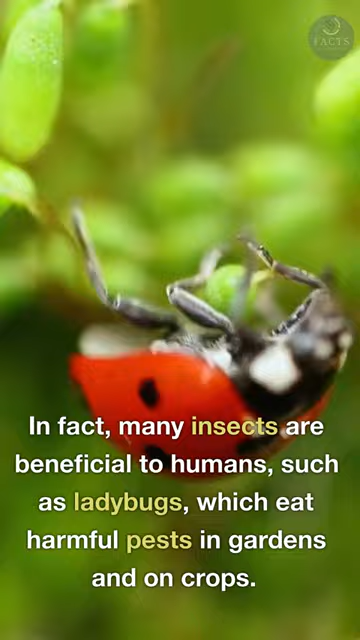 FACTS
In fact, many insects are
beneficial to humans, such
as ladybugs, which eat
harmful pests in gardens
and on crops.